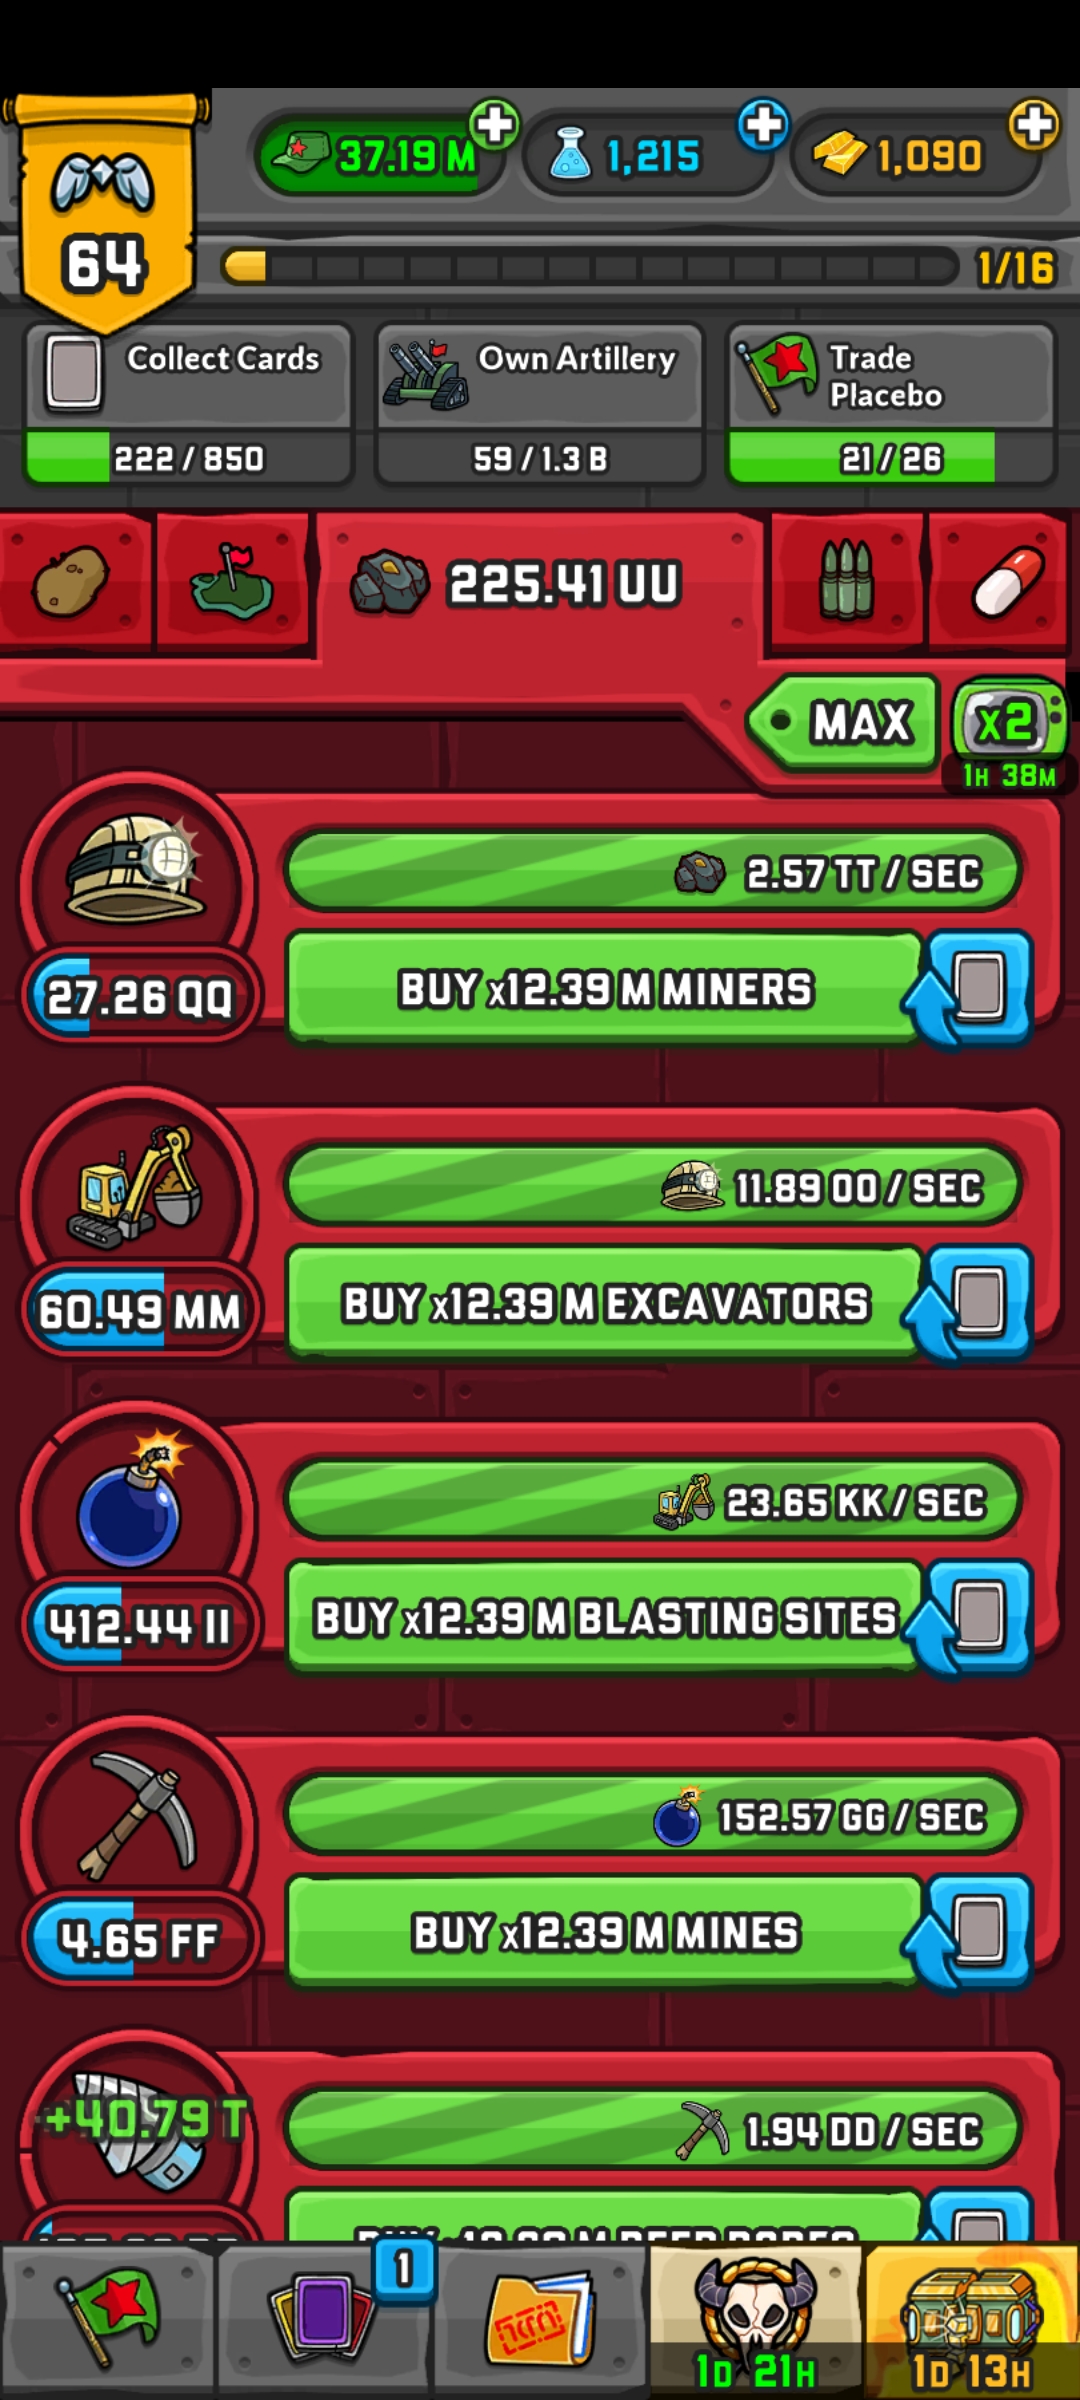 37.19 M
1,215
1,090
64
1/16
Collect Cards
222 / 850
Own Artillery
59 / 1.3 B
Trade
Placebo
21 / 26
225.41 UU
MAX
X2
1H 38M
2.57 TT / SEC
27.26 QQ
BUY x12.39 M MINERS
11.89 OO / SEC
60.49 MM
BUY x12.39 M EXCAVATORS
23.65 KK / SEC
412.44 II
BUY x12.39 M BLASTING SITES
152.57 GG / SEC
4.65 FF
BUY x12.39 M MINES
+40.79 T
1.94 DD / SEC
1
1D 21H
1D 13H